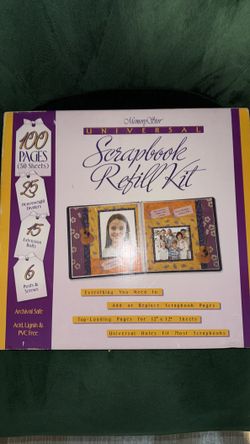 MemoryStor
UNIVERSAL
Scrapbook
Refill Kit
100
PAGES
(50 Sheets)
25
Heavyweight
15
Extension
6
Posts &
Screws
Archival Safe
Acid, Lignin &
PVC Free
Everything You Need to
Add or Replace Scrapbook Pages
Top-Loading Pages for 12" x 12" Sheets
Universal Holes Fit Most Scrapbooks